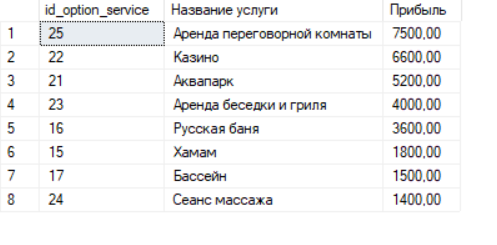 id_option_service Название услуги Прибыль
1 25 Аренда переговорной комнаты 7500,00
2 22 Казино 6600,00
3 21 Аквапарк 5200,00
4 23 Аренда беседки и гриля 4000,00
5 16 Русская баня 3600,00
6 15 Хамам 1800,00
7 17 Бассейн 1500,00
8 24 Сеанс массажа 1400,00